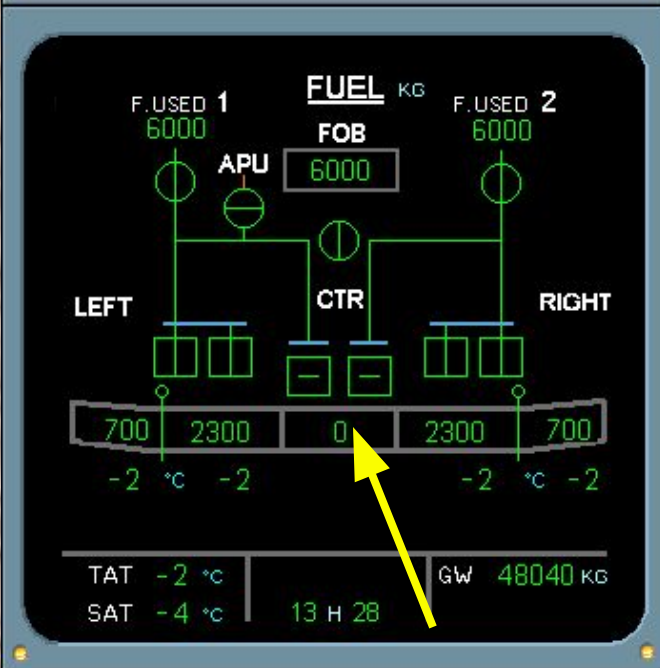 FUEL KG
F.USED 1
F.USED 2
6000
FOB
6000
APU
6000
LEFT
CTR
RIGHT
700 2300 0 2300 700
-2 °C -2
-2 °C -2
TAT -2 °C
GW 48040 KG
SAT -4 °C
13 H 28